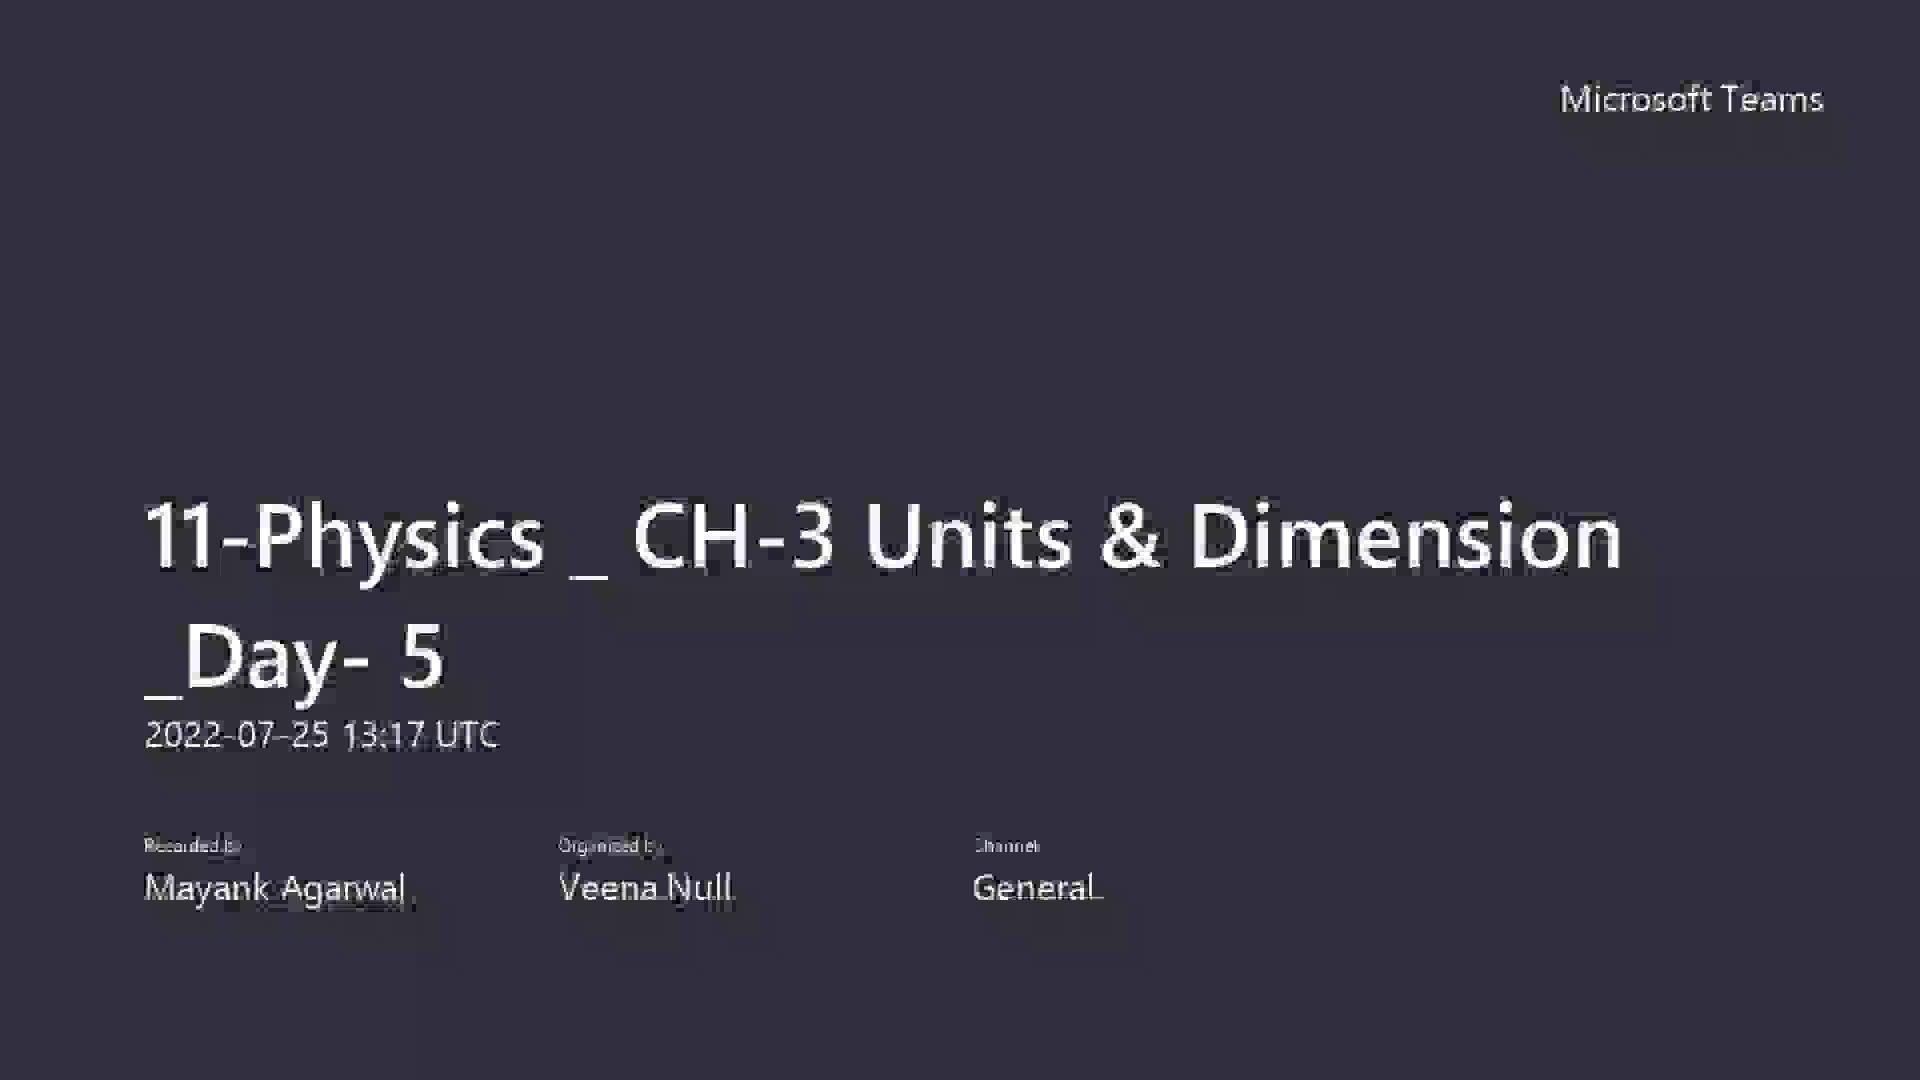 Microsoft Teams
11-Physics _ CH-3 Units & Dimension
_Day- 5
2022-07-25 13:17 UTC
Recorded by
Organized by
Channel
Mayank Agarwal
Veena Null
General